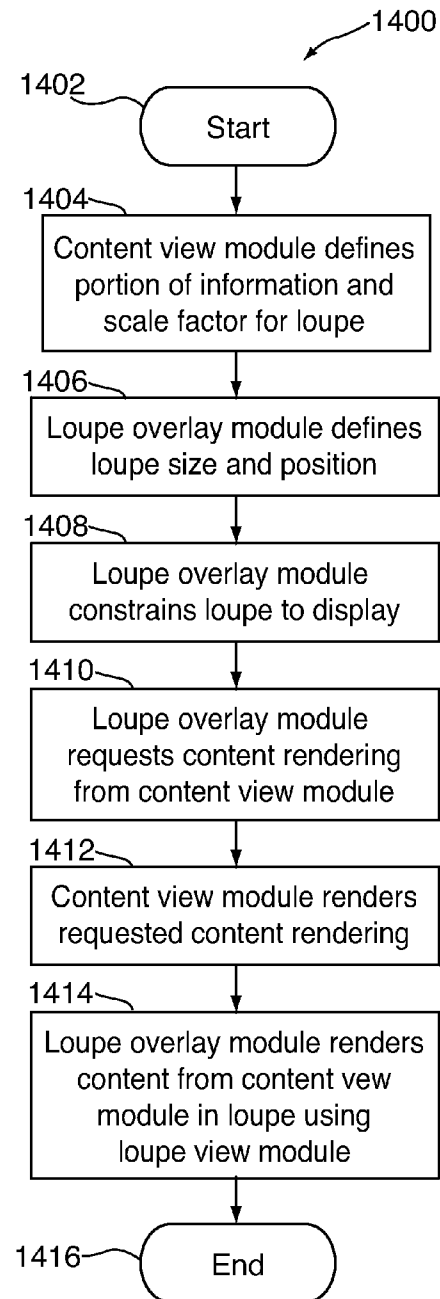 1400
1402
Start
1404
Content view module defines
portion of information and
scale factor for loupe
1406
Loupe overlay module defines
loupe size and position
1408
Loupe overlay module
constrains loupe to display
1410
Loupe overlay module
requests content rendering
from content view module
1412
Content view module renders
requested content rendering
1414
Loupe overlay module renders
content from content vew
module in loupe using
loupe view module
1416
End